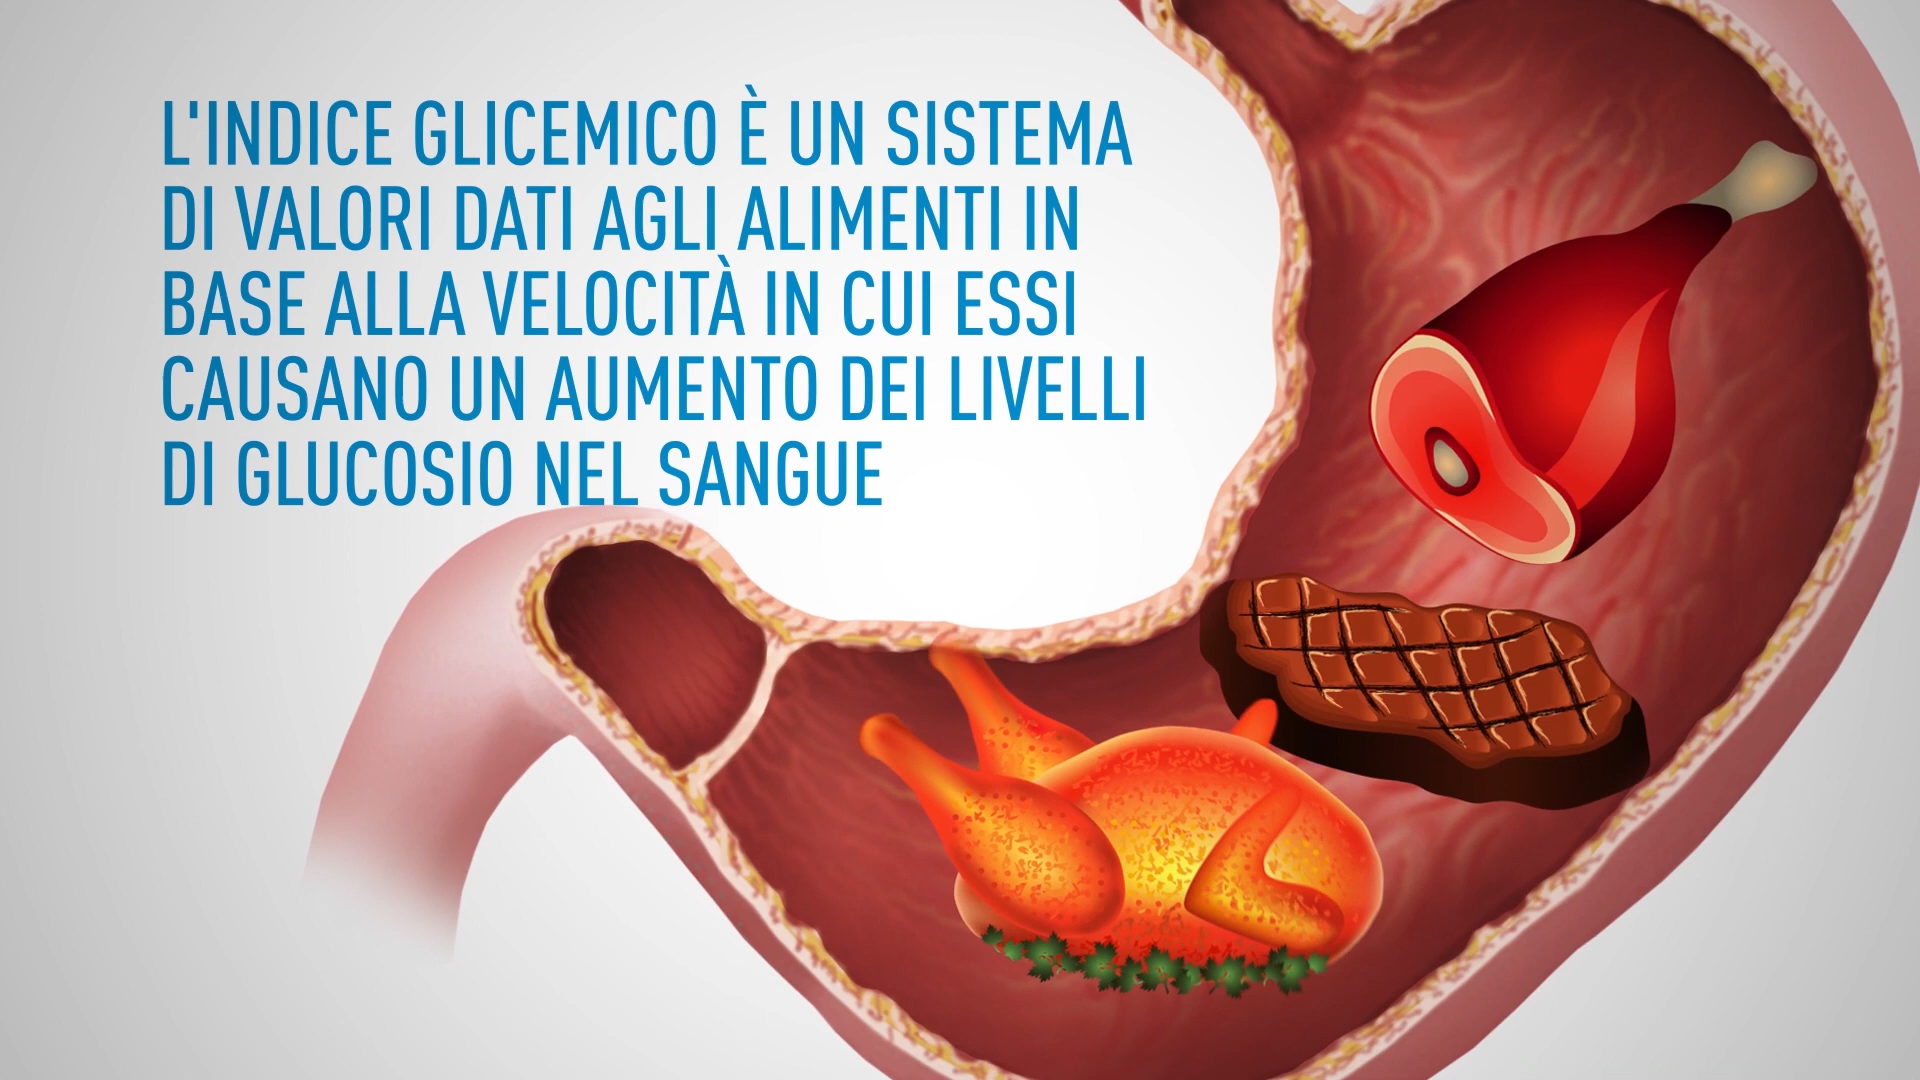 L'INDICE GLICEMICO È UN SISTEMA
DI VALORI DATI AGLI ALIMENTI IN
BASE ALLA VELOCITÀ IN CUI ESSI
CAUSANO UN AUMENTO DEI LIVELLI
DI GLUCOSIO NEL SANGUE